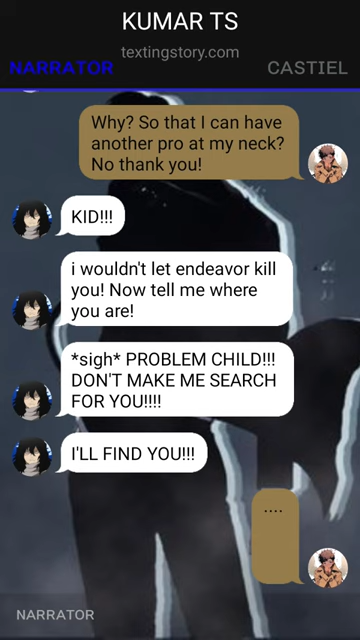 KUMAR TS
textingstory.com
NARRATOR
CASTIEL
Why? So that I can have
another pro at my neck?
No thank you!
KID!!!
i wouldn't let endeavor kill
you! Now tell me where
you are!
*sigh* PROBLEM CHILD!!!
DON'T MAKE ME SEARCH
FOR YOU!!!!
I'LL FIND YOU!!!
....
NARRATOR